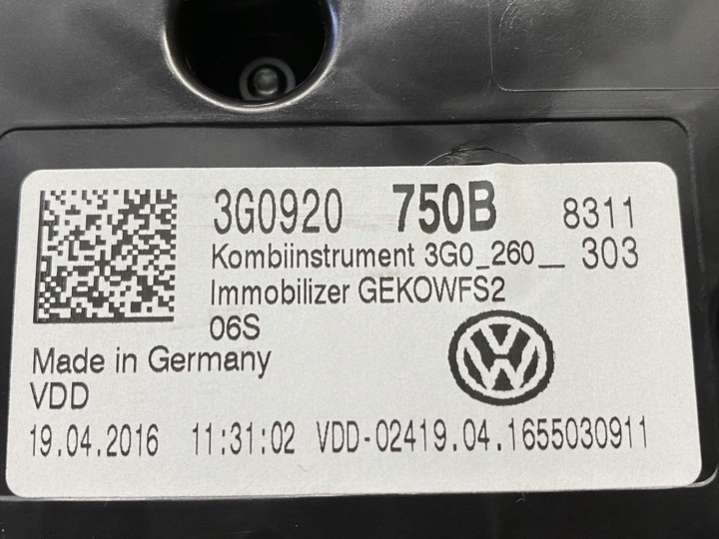 3G0920 750B 8311
Kombiinstrument 3G0_260__ 303
Immobilizer GEKOWFS2
06S
Made in Germany
VDD
19.04.2016 11:31:02 VDD-02419.04.1655030911